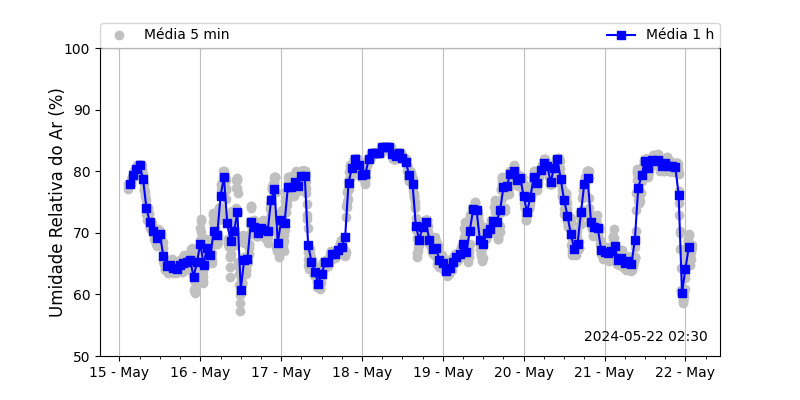 Média 5 min
Média 1 h
Umidade Relativa do Ar (%)
100
90
80
70
60
50
2024-05-22 02:30
15 - May
16 - May
17 - May
18 - May
19 - May
20 - May
21 - May
22 - May